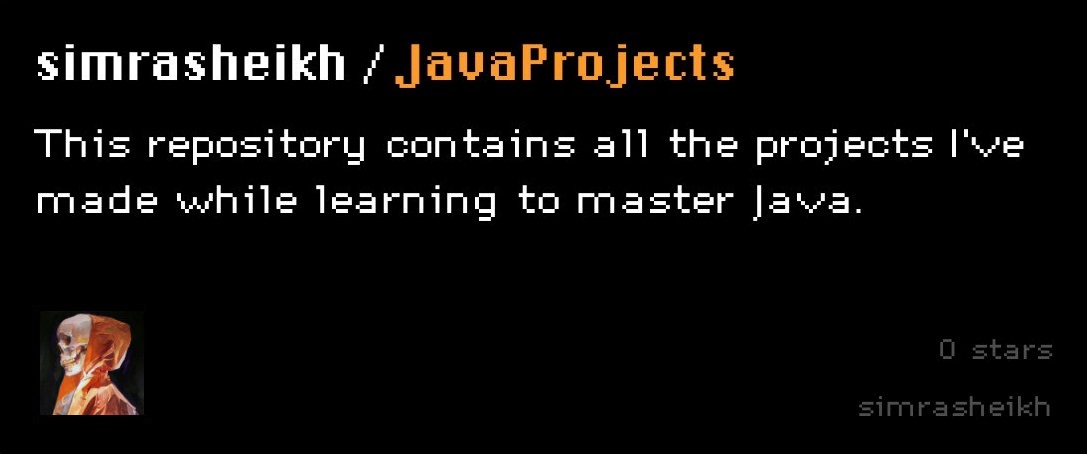 simrasheikh / JavaProjects
This repository contains all the projects I've
made while learning to master Java.
0 stars
simrasheikh